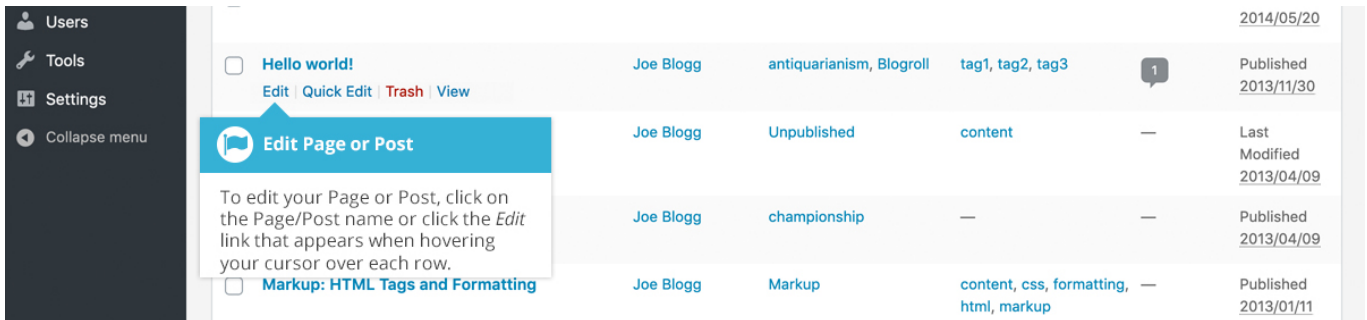 Users
Tools
Settings
Collapse menu
2014/05/20
Hello world! Joe Blogg antiquarianism, Blogroll tag1, tag2, tag3 1 Published
Edit | Quick Edit | Trash | View 2013/11/30
Edit Page or Post
To edit your Page or Post, click on
the Page/Post name or click the Edit
link that appears when hovering
your cursor over each row.
Joe Blogg Unpublished content — Last
Modified
2013/04/09
Joe Blogg championship — — Published
2013/04/09
Markup: HTML Tags and Formatting Joe Blogg Markup content, css, formatting, — Published
html, markup 2013/01/11